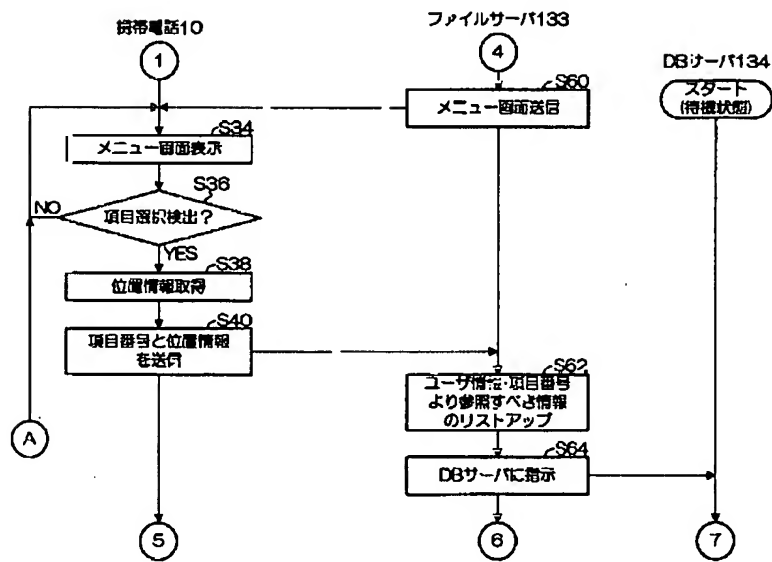 携帯電話10
1
NO
S34
メニュー画面表示
S36
項目選択検出?
YES
S38
位置情報取得
S40
項目番号と位置情報
を送付
A
5
ファイルサーバ133
4
S60
メニュー画面送信
S62
ユーザ情報・項目番号
より参照すべき情報
のリストアップ
S64
DBサーバに指示
6
DBサーバ134
スタート
(待機状態)
7